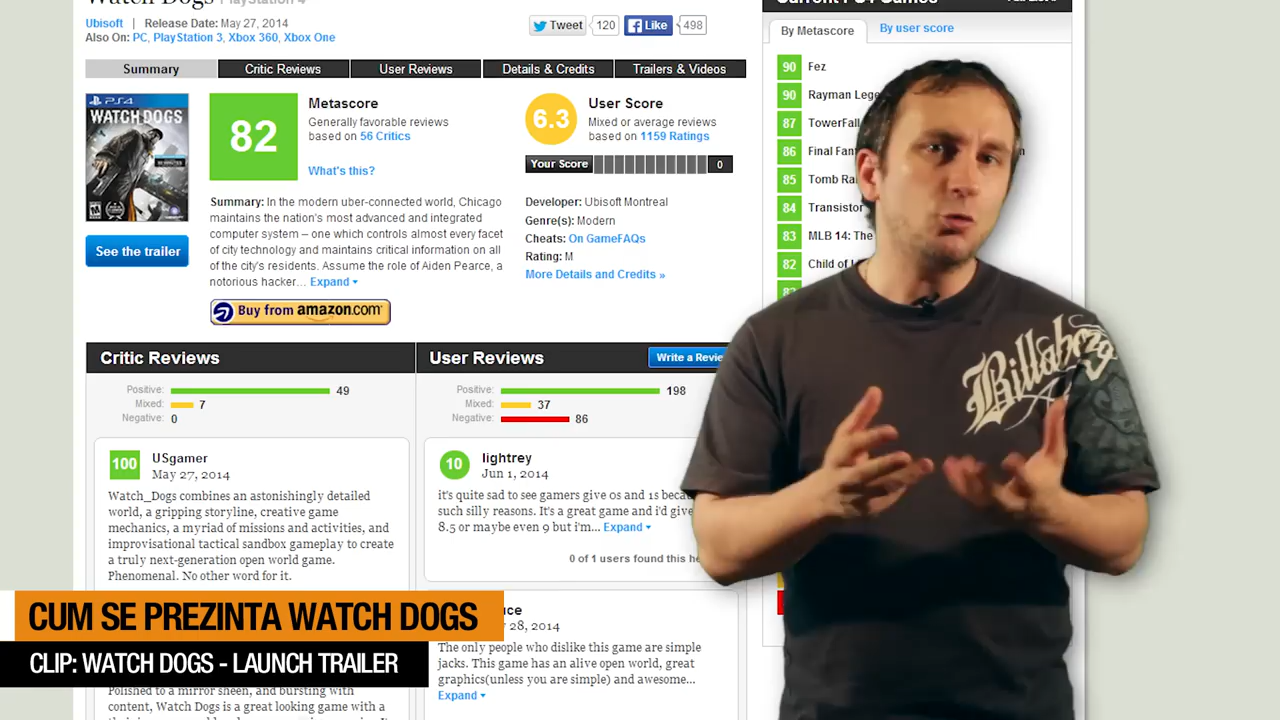 Watch Dogs PlayStation 4
Ubisoft | Release Date: May 27, 2014
Also On: PC, PlayStation 3, Xbox 360, Xbox One
Tweet 120 Like 498
Summary Critic Reviews User Reviews Details & Credits Trailers & Videos
PS4
WATCH DOGS
See the trailer
82
Metascore
Generally favorable reviews
based on 56 Critics
What's this?
Summary: In the modern uber-connected world, Chicago
maintains the nation's most advanced and integrated
computer system – one which controls almost every facet
of city technology and maintains critical information on all
of the city's residents. Assume the role of Aiden Pearce, a
notorious hacker... Expand
Buy from amazon.com
6.3
User Score
Mixed or average reviews
based on 1159 Ratings
Your Score 0
Developer: Ubisoft Montreal
Genre(s): Modern
Cheats: On GameFAQs
Rating: M
More Details and Credits »
Current PS4 Games
By Metascore By user score
90 Fez
90 Rayman Lege
87 TowerFall
86 Final Fan
85 Tomb Ra
84 Transistor
83 MLB 14: The
82 Child of L
Billabong
Critic Reviews
Positive: 49
Mixed: 7
Negative: 0
100 USgamer
May 27, 2014
Watch_Dogs combines an astonishingly detailed
world, a gripping storyline, creative game
mechanics, a myriad of missions and activities, and
improvisational tactical sandbox gameplay to create
a truly next-generation open world game.
Phenomenal. No other word for it.
Polished to a mirror sheen, and bursting with
content, Watch Dogs is a great looking game with
User Reviews Write a Revie
Positive: 198
Mixed: 37
Negative: 86
10 lightrey
Jun 1, 2014
it's quite sad to see gamers give 0s and 1s beca
such silly reasons. It's a great game and i'd give
8.5 or maybe even 9 but i'm... Expand
0 of 1 users found this he
28, 2014
The only people who dislike this game are simple
jacks. This game has an alive open world, great
graphics(unless you are simple) and awesome...
Expand
CUM SE PREZINTA WATCH DOGS
CLIP: WATCH DOGS - LAUNCH TRAILER